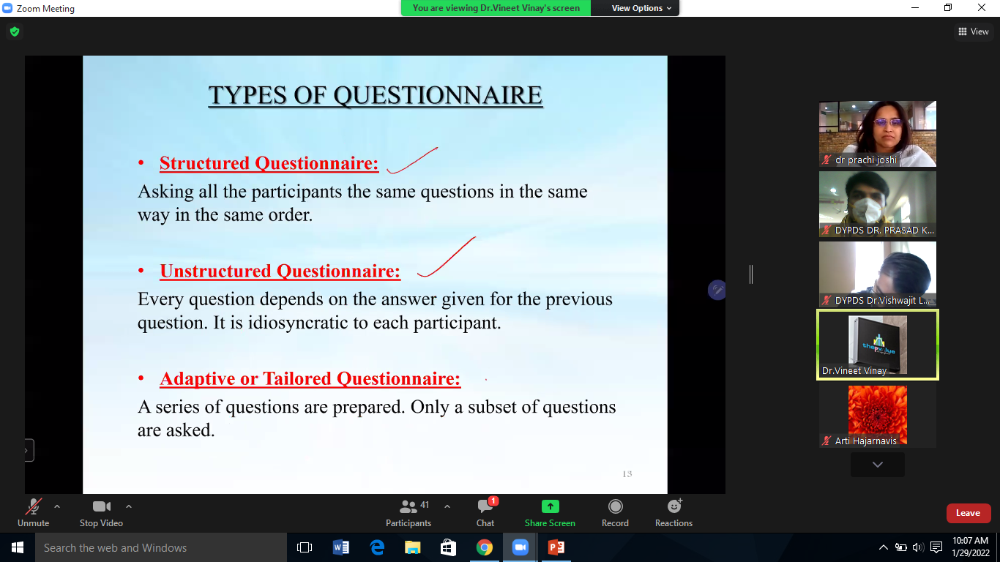 Zoom Meeting
You are viewing Dr.Vineet Vinay's screen
View Options
View
TYPES OF QUESTIONNAIRE
• Structured Questionnaire:
Asking all the participants the same questions in the same
way in the same order.
• Unstructured Questionnaire:
Every question depends on the answer given for the previous
question. It is idiosyncratic to each participant.
• Adaptive or Tailored Questionnaire:
A series of questions are prepared. Only a subset of questions
are asked.
13
dr prachi joshi
DYPDS DR. PRASAD K...
DYPDS Dr.Vishwajit L...
Dr.Vineet Vinay
Arti Hajarnavis
Unmute
Stop Video
Participants
41
Chat
1
Share Screen
Record
Reactions
Leave
Search the web and Windows
10:07 AM
1/29/2022